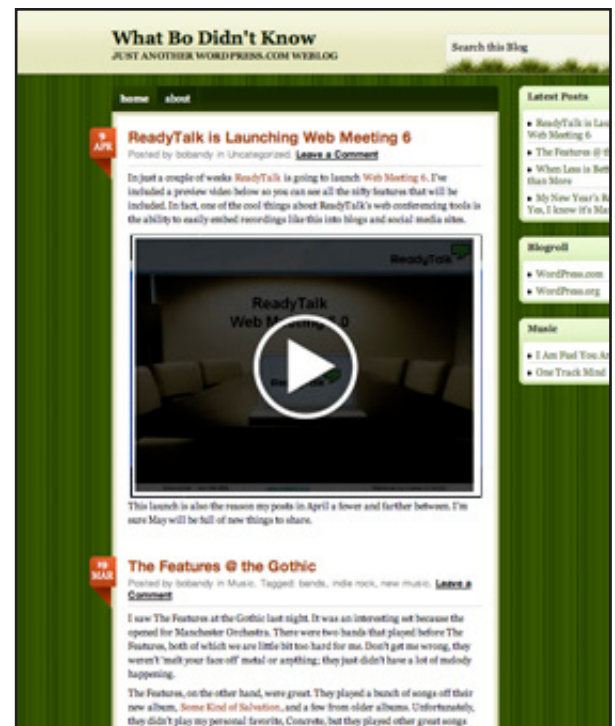 What Bo Didn't Know
JUST ANOTHER WORDPRESS.COM WEBLOG
Search this Blog
home about
9
APR
ReadyTalk is Launching Web Meeting 6
Posted by bobandy in Uncategorized. Leave a Comment
In just a couple of weeks ReadyTalk is going to launch Web Meeting 6. I've
included a preview video below so you can see all the nifty features that will be
included. In fact, one of the cool things about ReadyTalk's web conferencing tools is
the ability to easily embed recordings like this into blogs and social media sites.
ReadyTalk
ReadyTalk
Web Meeting 6.0
This launch is also the reason my posts in April a fewer and farther between. I'm
sure May will be full of new things to share.
MAR
The Features @ the Gothic
Posted by bobandy in Music. Tagged: bands, indie rock, new music. Leave a
Comment
I saw The Features at the Gothic last night. It was an interesting set because the
opened for Manchester Orchestra. There were two bands that played before The
Features, both of which we are little bit too hard for me. Don't get me wrong, they
weren't 'melt your face off' metal or anything; they just didn't have a lot of melody
happening.
The Features, on the other hand, were great. They played a bunch of songs off their
new album, Some Kind of Salvation, and a few from older albums. Unfortunately,
they didn't play my personal favorite, Concrete, but they played other great songs
Latest Posts
ReadyTalk is Lau
Web Meeting 6
The Features @ th
When Less is Bett
than More
My New Year's Re
Yes, I know it's Ma
Blogroll
WordPress.com
WordPress.org
Music
I Am Fuel You Ar
One Track Mind